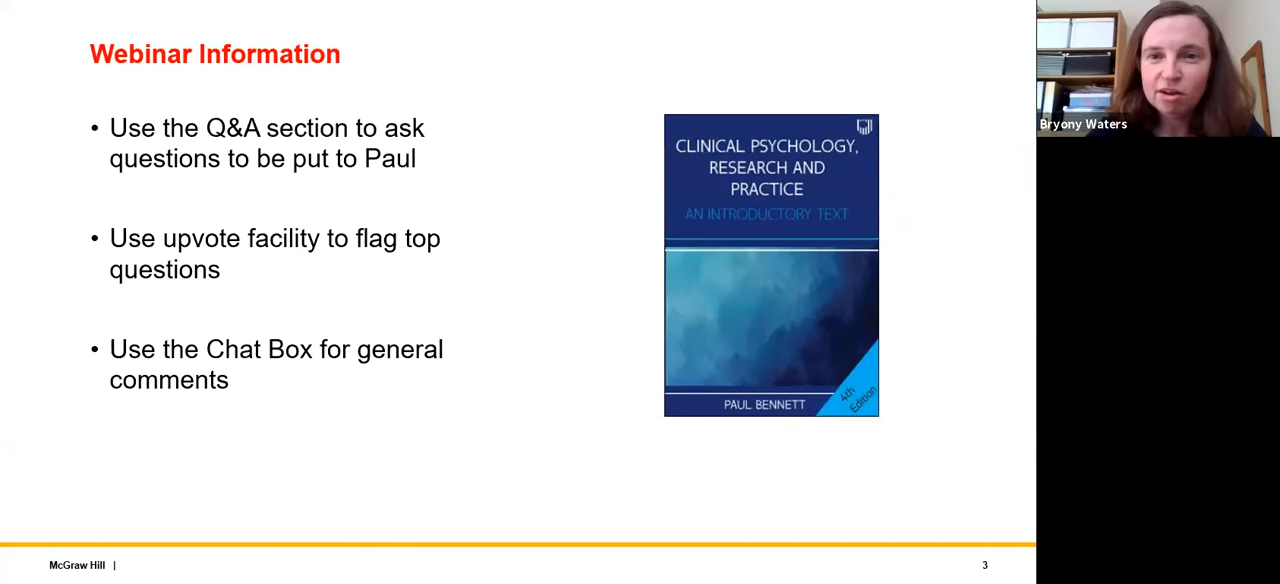 Webinar Information
• Use the Q&A section to ask
questions to be put to Paul
• Use upvote facility to flag top
questions
• Use the Chat Box for general
comments
CLINICAL PSYCHOLOGY,
RESEARCH AND
PRACTICE
AN INTRODUCTORY TEXT
PAUL BENNETT
4th
Edition
Bryony Waters
McGraw Hill |
3